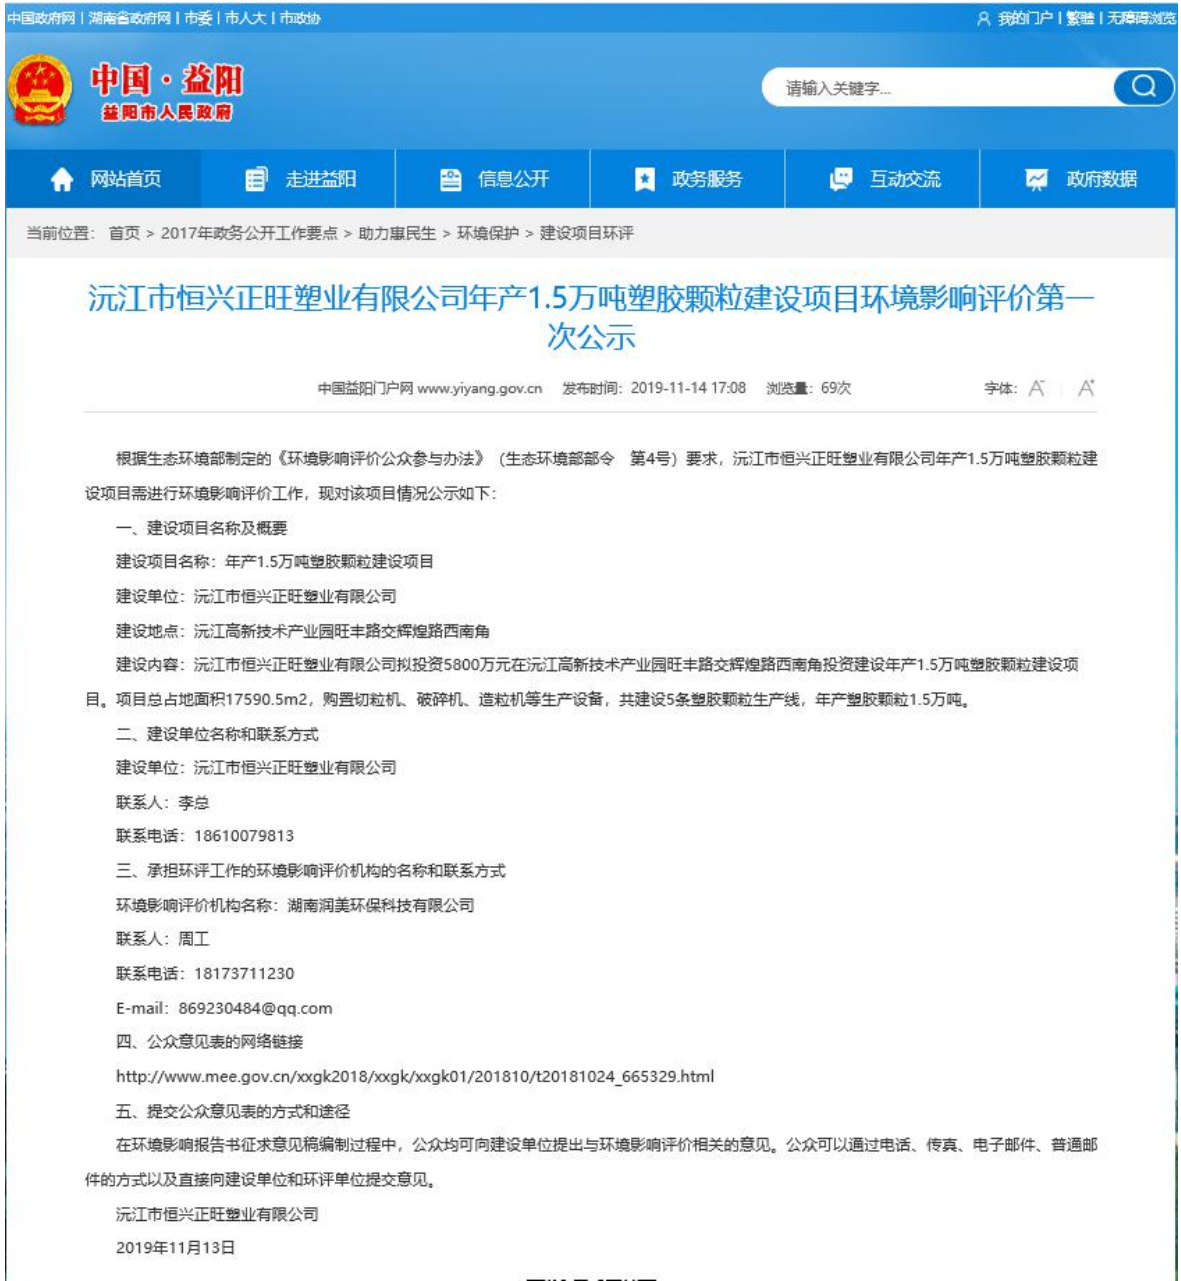 中国政府网 | 湖南省政府网 | 市委 | 市人大 | 市政协
我的门户 | 繁體 | 无障碍浏览
中国·益阳
益阳市人民政府
请输入关键字...
网站首页 走进益阳 信息公开 政务服务 互动交流 政府数据
当前位置： 首页 > 2017年政务公开工作要点 > 助力惠民生 > 环境保护 > 建设项目环评
沅江市恒兴正旺塑业有限公司年产1.5万吨塑胶颗粒建设项目环境影响评价第一
次公示
中国益阳门户网 www.yiyang.gov.cn 发布时间：2019-11-14 17:08 浏览量：69次 字体： A- | A+
根据生态环境部制定的《环境影响评价公众参与办法》（生态环境部部令 第4号）要求，沅江市恒兴正旺塑业有限公司年产1.5万吨塑胶颗粒建
设项目需进行环境影响评价工作，现对该项目情况公示如下：
一、建设项目名称及概要
建设项目名称：年产1.5万吨塑胶颗粒建设项目
建设单位：沅江市恒兴正旺塑业有限公司
建设地点：沅江高新技术产业园旺丰路交辉煌路西南角
建设内容：沅江市恒兴正旺塑业有限公司拟投资5800万元在沅江高新技术产业园旺丰路交辉煌路西南角投资建设年产1.5万吨塑胶颗粒建设项
目。项目总占地面积17590.5m2，购置切粒机、破碎机、造粒机等生产设备，共建设5条塑胶颗粒生产线，年产塑胶颗粒1.5万吨。
二、建设单位名称和联系方式
建设单位：沅江市恒兴正旺塑业有限公司
联系人：李总
联系电话：18610079813
三、承担环评工作的环境影响评价机构的名称和联系方式
环境影响评价机构名称：湖南润美环保科技有限公司
联系人：周工
联系电话：18173711230
E-mail：869230484@qq.com
四、公众意见表的网络链接
http://www.mee.gov.cn/xxgk2018/xxgk/xxgk01/201810/t20181024_665329.html
五、提交公众意见表的方式和途径
在环境影响报告书征求意见稿编制过程中，公众均可向建设单位提出与环境影响评价相关的意见。公众可以通过电话、传真、电子邮件、普通邮
件的方式以及直接向建设单位和环评单位提交意见。
沅江市恒兴正旺塑业有限公司
2019年11月13日